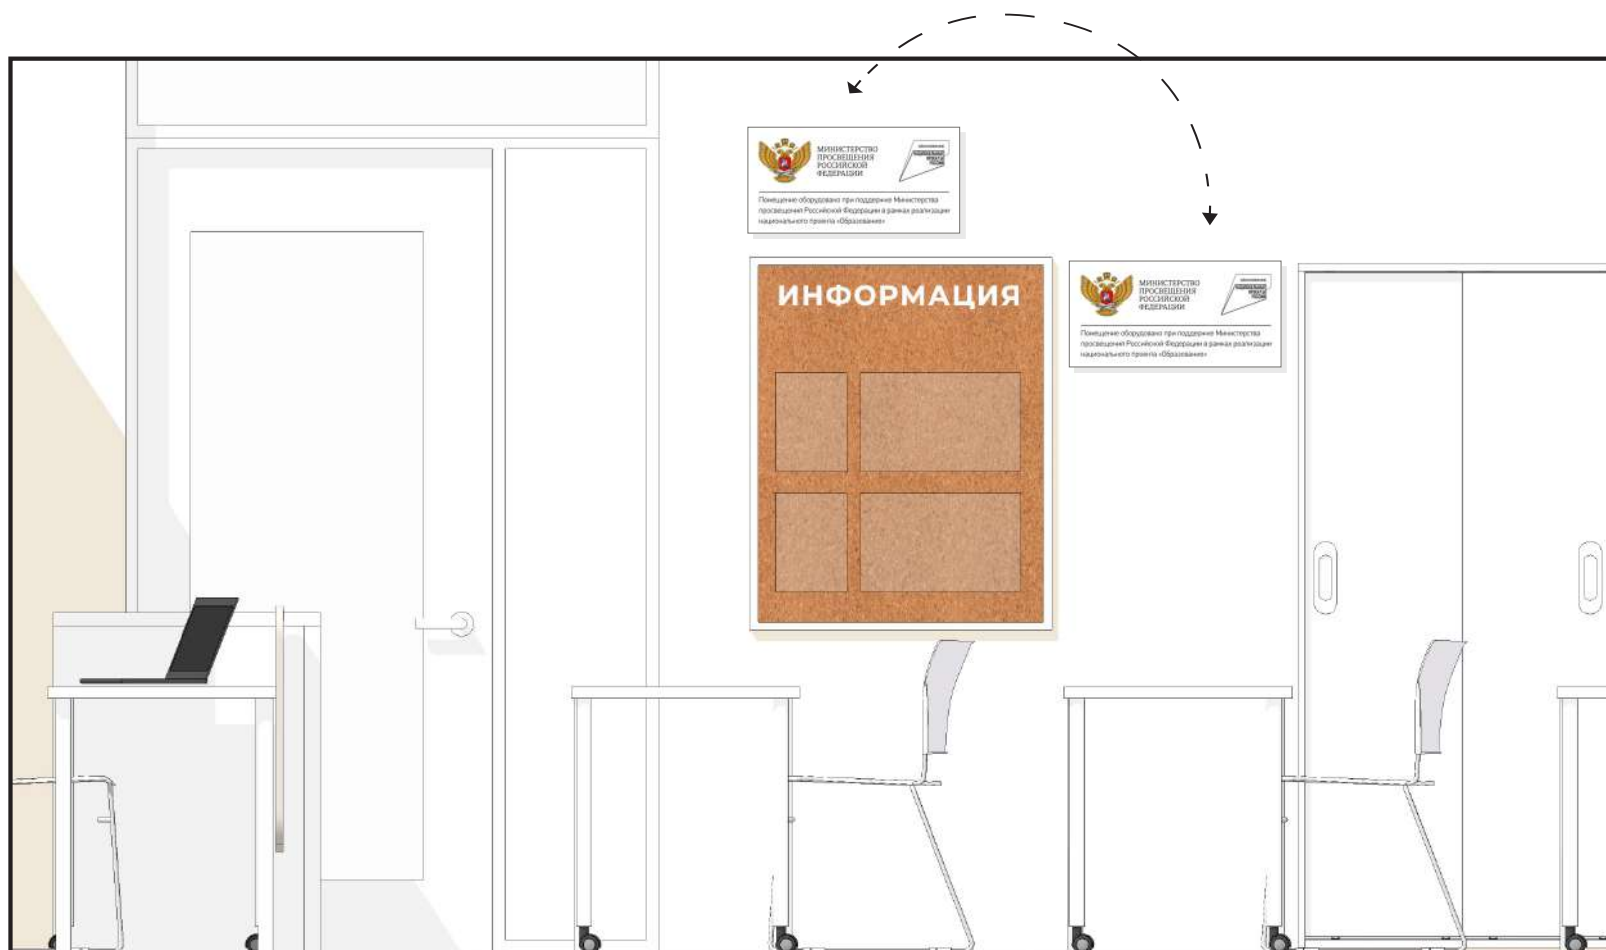 МИНИСТЕРСТВО
ПРОСВЕЩЕНИЯ
РОССИЙСКОЙ
ФЕДЕРАЦИИ
Помещение оборудовано при поддержке Министерства
просвещения Российской Федерации в рамках реализации
национального проекта «Образование»
ИНФОРМАЦИЯ
МИНИСТЕРСТВО
ПРОСВЕЩЕНИЯ
РОССИЙСКОЙ
ФЕДЕРАЦИИ
Помещение оборудовано при поддержке Министерства
просвещения Российской Федерации в рамках реализации
национального проекта «Образование»